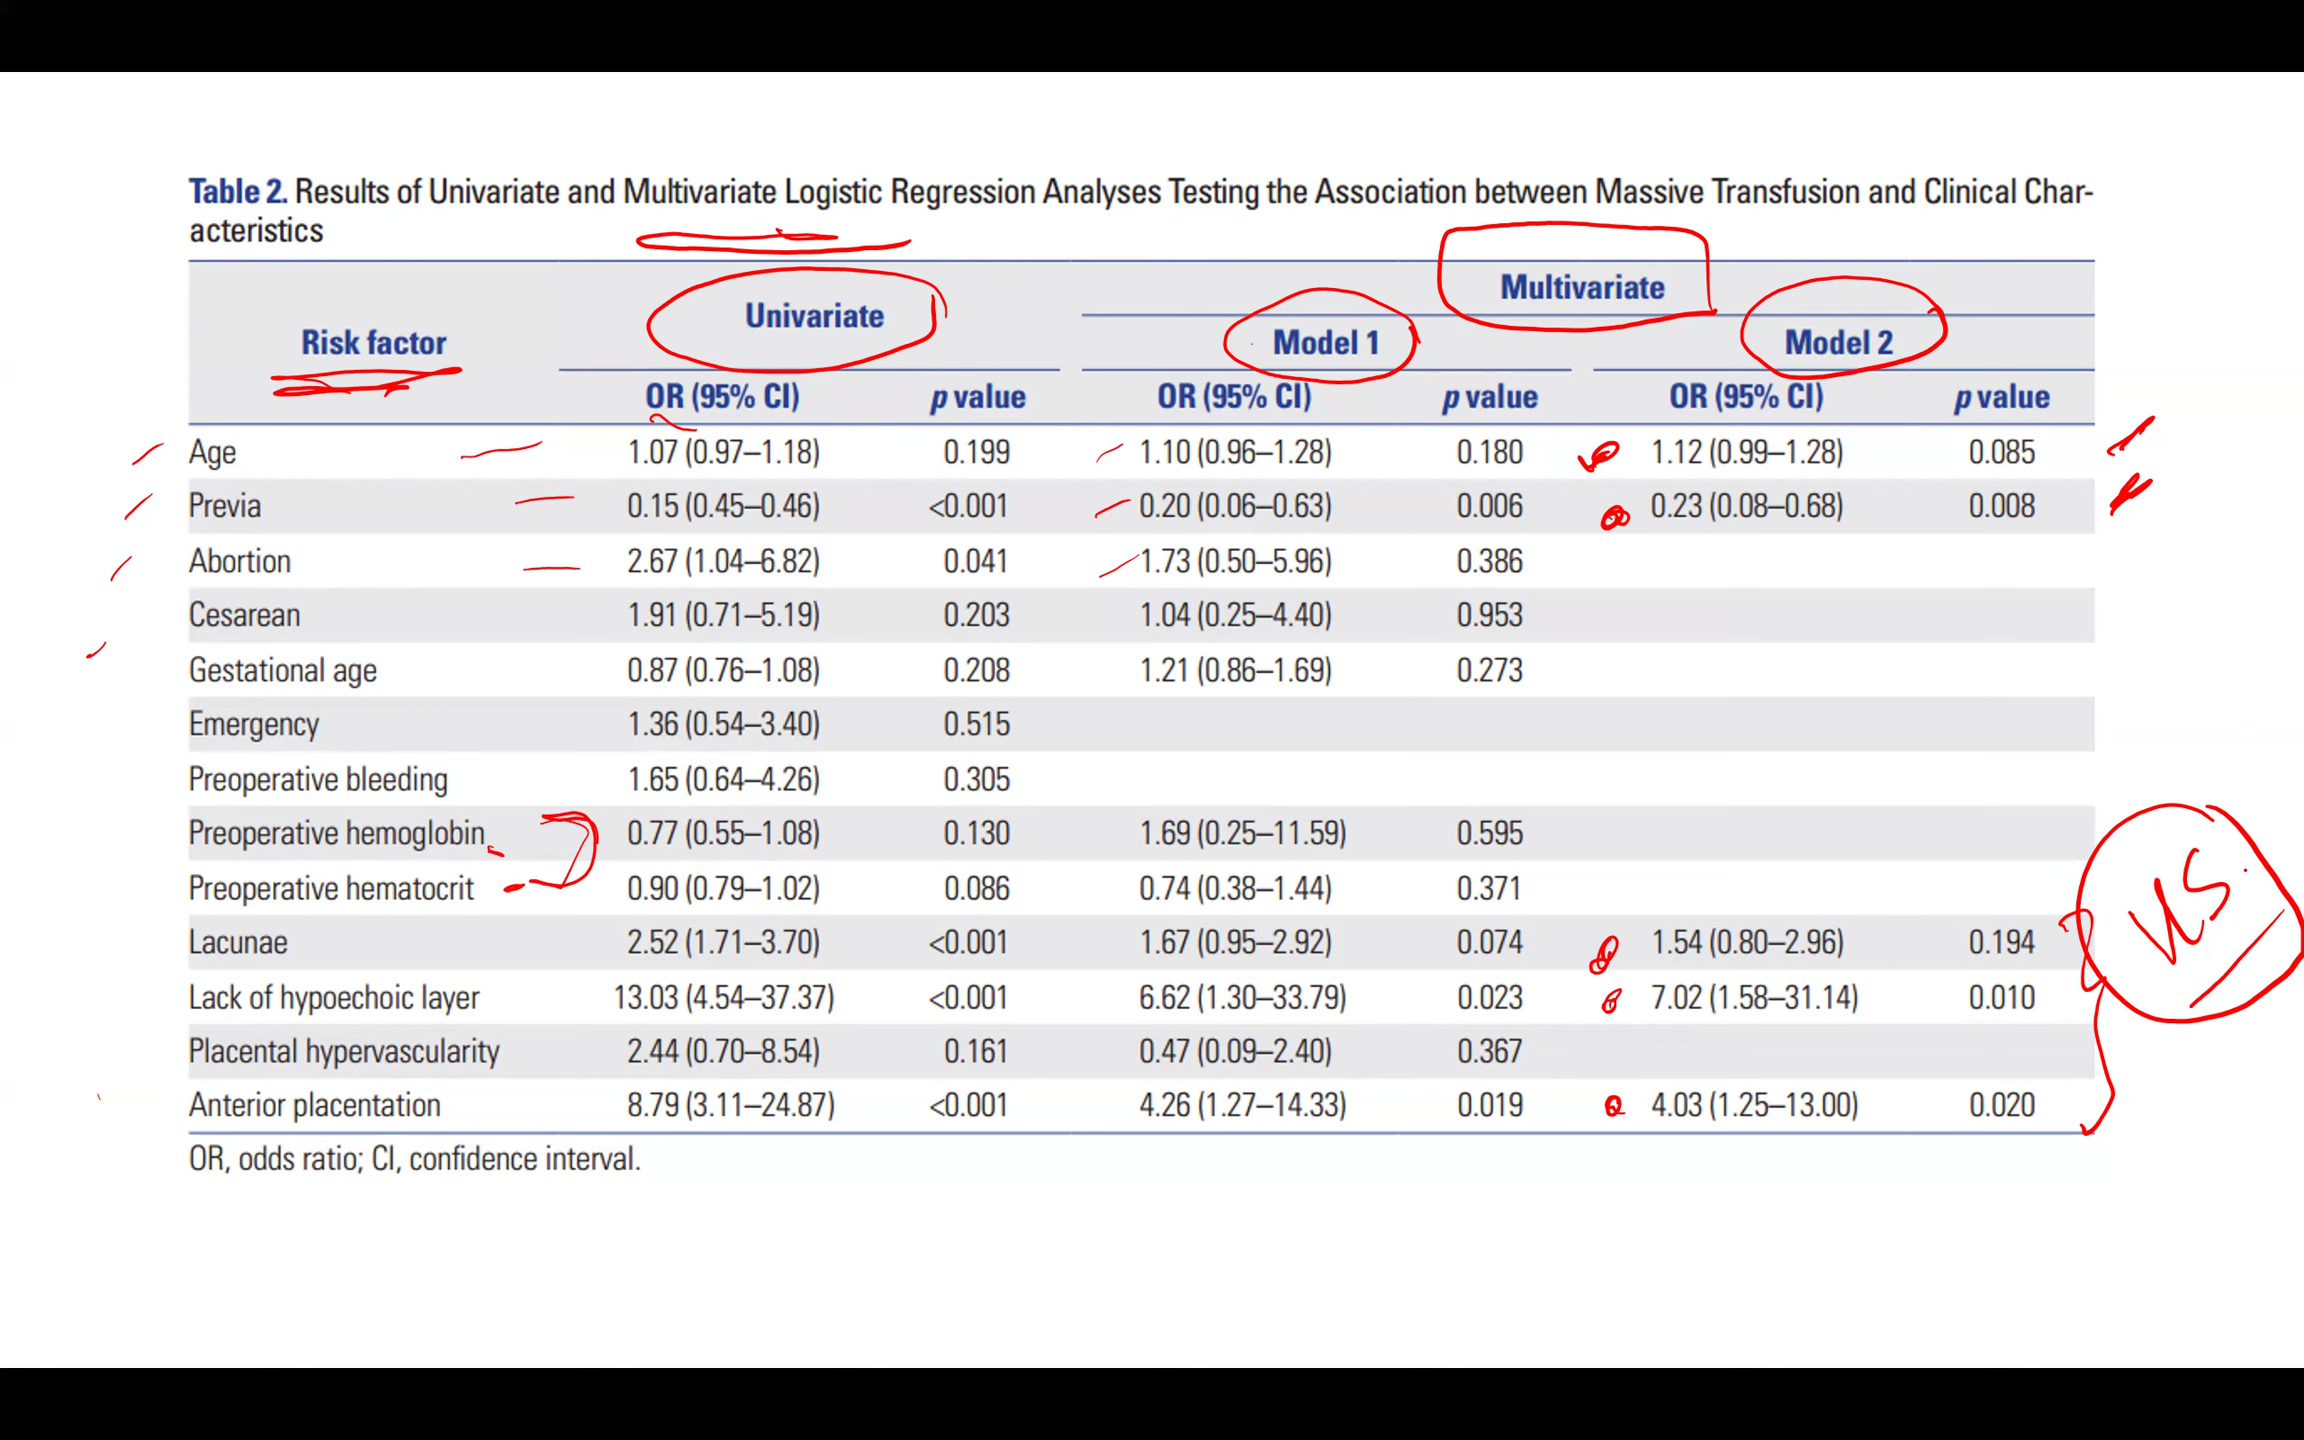 Table 2. Results of Univariate and Multivariate Logistic Regression Analyses Testing the Association between Massive Transfusion and Clinical Char-
acteristics
Risk factor Univariate Multivariate
Model 1 Model 2
OR (95% CI) p value OR (95% CI) p value OR (95% CI) p value
Age 1.07 (0.97–1.18) 0.199 1.10 (0.96–1.28) 0.180 1.12 (0.99–1.28) 0.085
Previa 0.15 (0.45–0.46) <0.001 0.20 (0.06–0.63) 0.006 0.23 (0.08–0.68) 0.008
Abortion 2.67 (1.04–6.82) 0.041 1.73 (0.50–5.96) 0.386
Cesarean 1.91 (0.71–5.19) 0.203 1.04 (0.25–4.40) 0.953
Gestational age 0.87 (0.76–1.08) 0.208 1.21 (0.86–1.69) 0.273
Emergency 1.36 (0.54–3.40) 0.515
Preoperative bleeding 1.65 (0.64–4.26) 0.305
Preoperative hemoglobin 0.77 (0.55–1.08) 0.130 1.69 (0.25–11.59) 0.595
Preoperative hematocrit 0.90 (0.79–1.02) 0.086 0.74 (0.38–1.44) 0.371
Lacunae 2.52 (1.71–3.70) <0.001 1.67 (0.95–2.92) 0.074 1.54 (0.80–2.96) 0.194
Lack of hypoechoic layer 13.03 (4.54–37.37) <0.001 6.62 (1.30–33.79) 0.023 7.02 (1.58–31.14) 0.010
Placental hypervascularity 2.44 (0.70–8.54) 0.161 0.47 (0.09–2.40) 0.367
Anterior placentation 8.79 (3.11–24.87) <0.001 4.26 (1.27–14.33) 0.019 4.03 (1.25–13.00) 0.020
OR, odds ratio; CI, confidence interval.